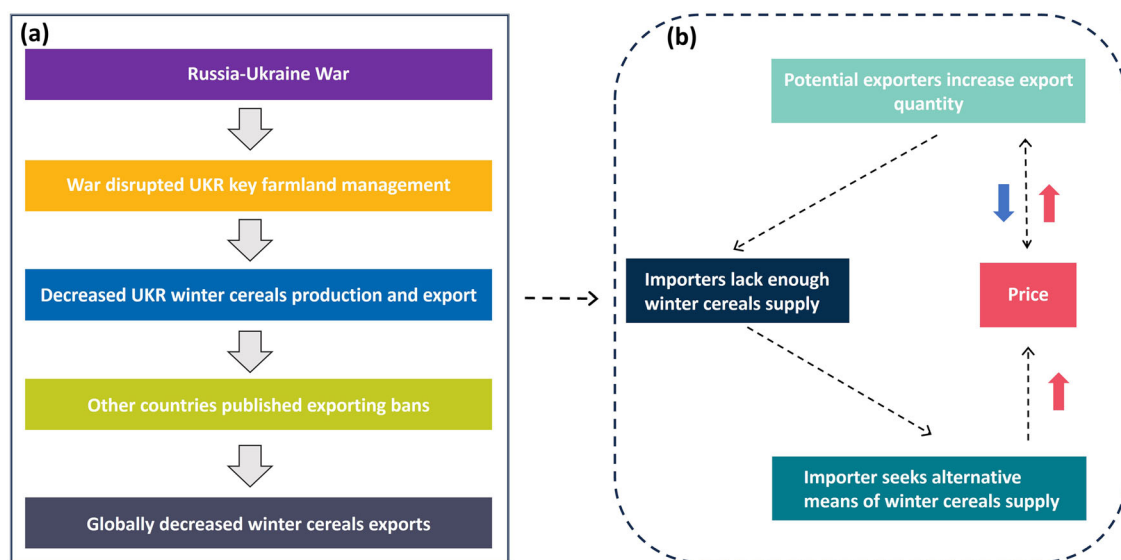 (a)
Russia-Ukraine War
War disrupted UKR key farmland management
Decreased UKR winter cereals production and export
Other countries published exporting bans
Globally decreased winter cereals exports
(b)
Potential exporters increase export
quantity
Importers lack enough
winter cereals supply
Price
Importer seeks alternative
means of winter cereals supply